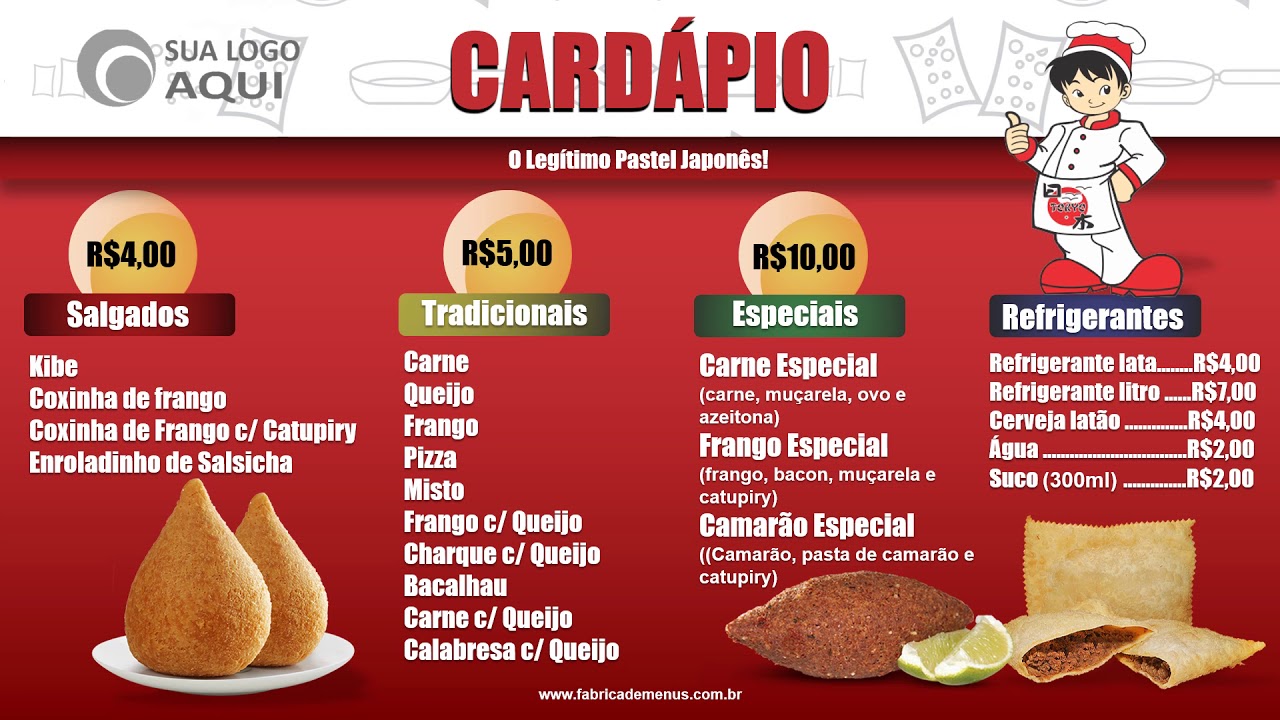 SUA LOGO
AQUI
CARDÁPIO
O Legítimo Pastel Japonês!
R$4,00
Salgados
Kibe
Coxinha de frango
Coxinha de Frango c/ Catupiry
Enroladinho de Salsicha
R$5,00
Tradicionais
Carne
Queijo
Frango
Pizza
Misto
Frango c/ Queijo
Charque c/ Queijo
Bacalhau
Carne c/ Queijo
Calabresa c/ Queijo
R$10,00
Especiais
Carne Especial
(carne, muçarela, ovo e
azeitona)
Frango Especial
(frango, bacon, muçarela e
catupiry)
Camarão Especial
((Camarão, pasta de camarão e
catupiry)
TOKYO
Refrigerantes
Refrigerante lata........R$4,00
Refrigerante litro ......R$7,00
Cerveja latão ..............R$4,00
Água ................................R$2,00
Suco (300ml) ..............R$2,00
www.fabricademenus.com.br